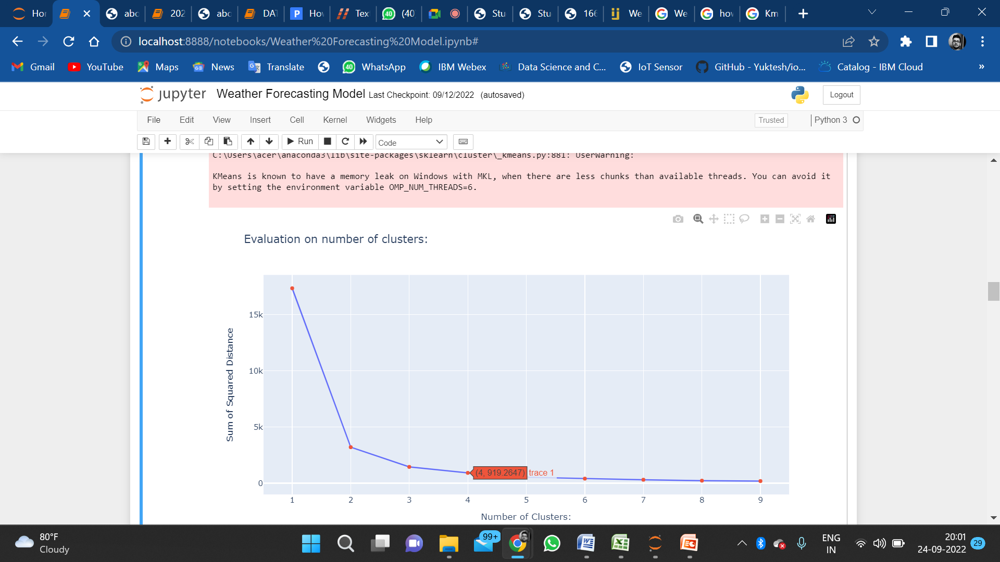 Hor
abc
202
abc
DAT
Hov
Tex
(40
Stu
Stu
166
We
We
hov
Km
localhost:8888/notebooks/Weather%20Forecasting%20Model.ipynb#
Gmail
YouTube
Maps
News
Translate
40 WhatsApp
IBM Webex
Data Science and C...
IoT Sensor
GitHub - Yuktesh/io...
Catalog - IBM Cloud
»
jupyter Weather Forecasting Model Last Checkpoint: 09/12/2022 (autosaved)
Logout
File Edit View Insert Cell Kernel Widgets Help
Trusted
Python 3
Run
Code
C:\Users\acer\anaconda3\lib\site-packages\sklearn\cluster\_kmeans.py:881: UserWarning:
KMeans is known to have a memory leak on Windows with MKL, when there are less chunks than available threads. You can avoid it
by setting the environment variable OMP_NUM_THREADS=6.
Evaluation on number of clusters:
Sum of Squared Distance
15k
10k
5k
0
(4, 919.2647) trace 1
1 2 3 4 5 6 7 8 9
Number of Clusters:
80°F
Cloudy
99+
ENG
IN
20:01
24-09-2022
29